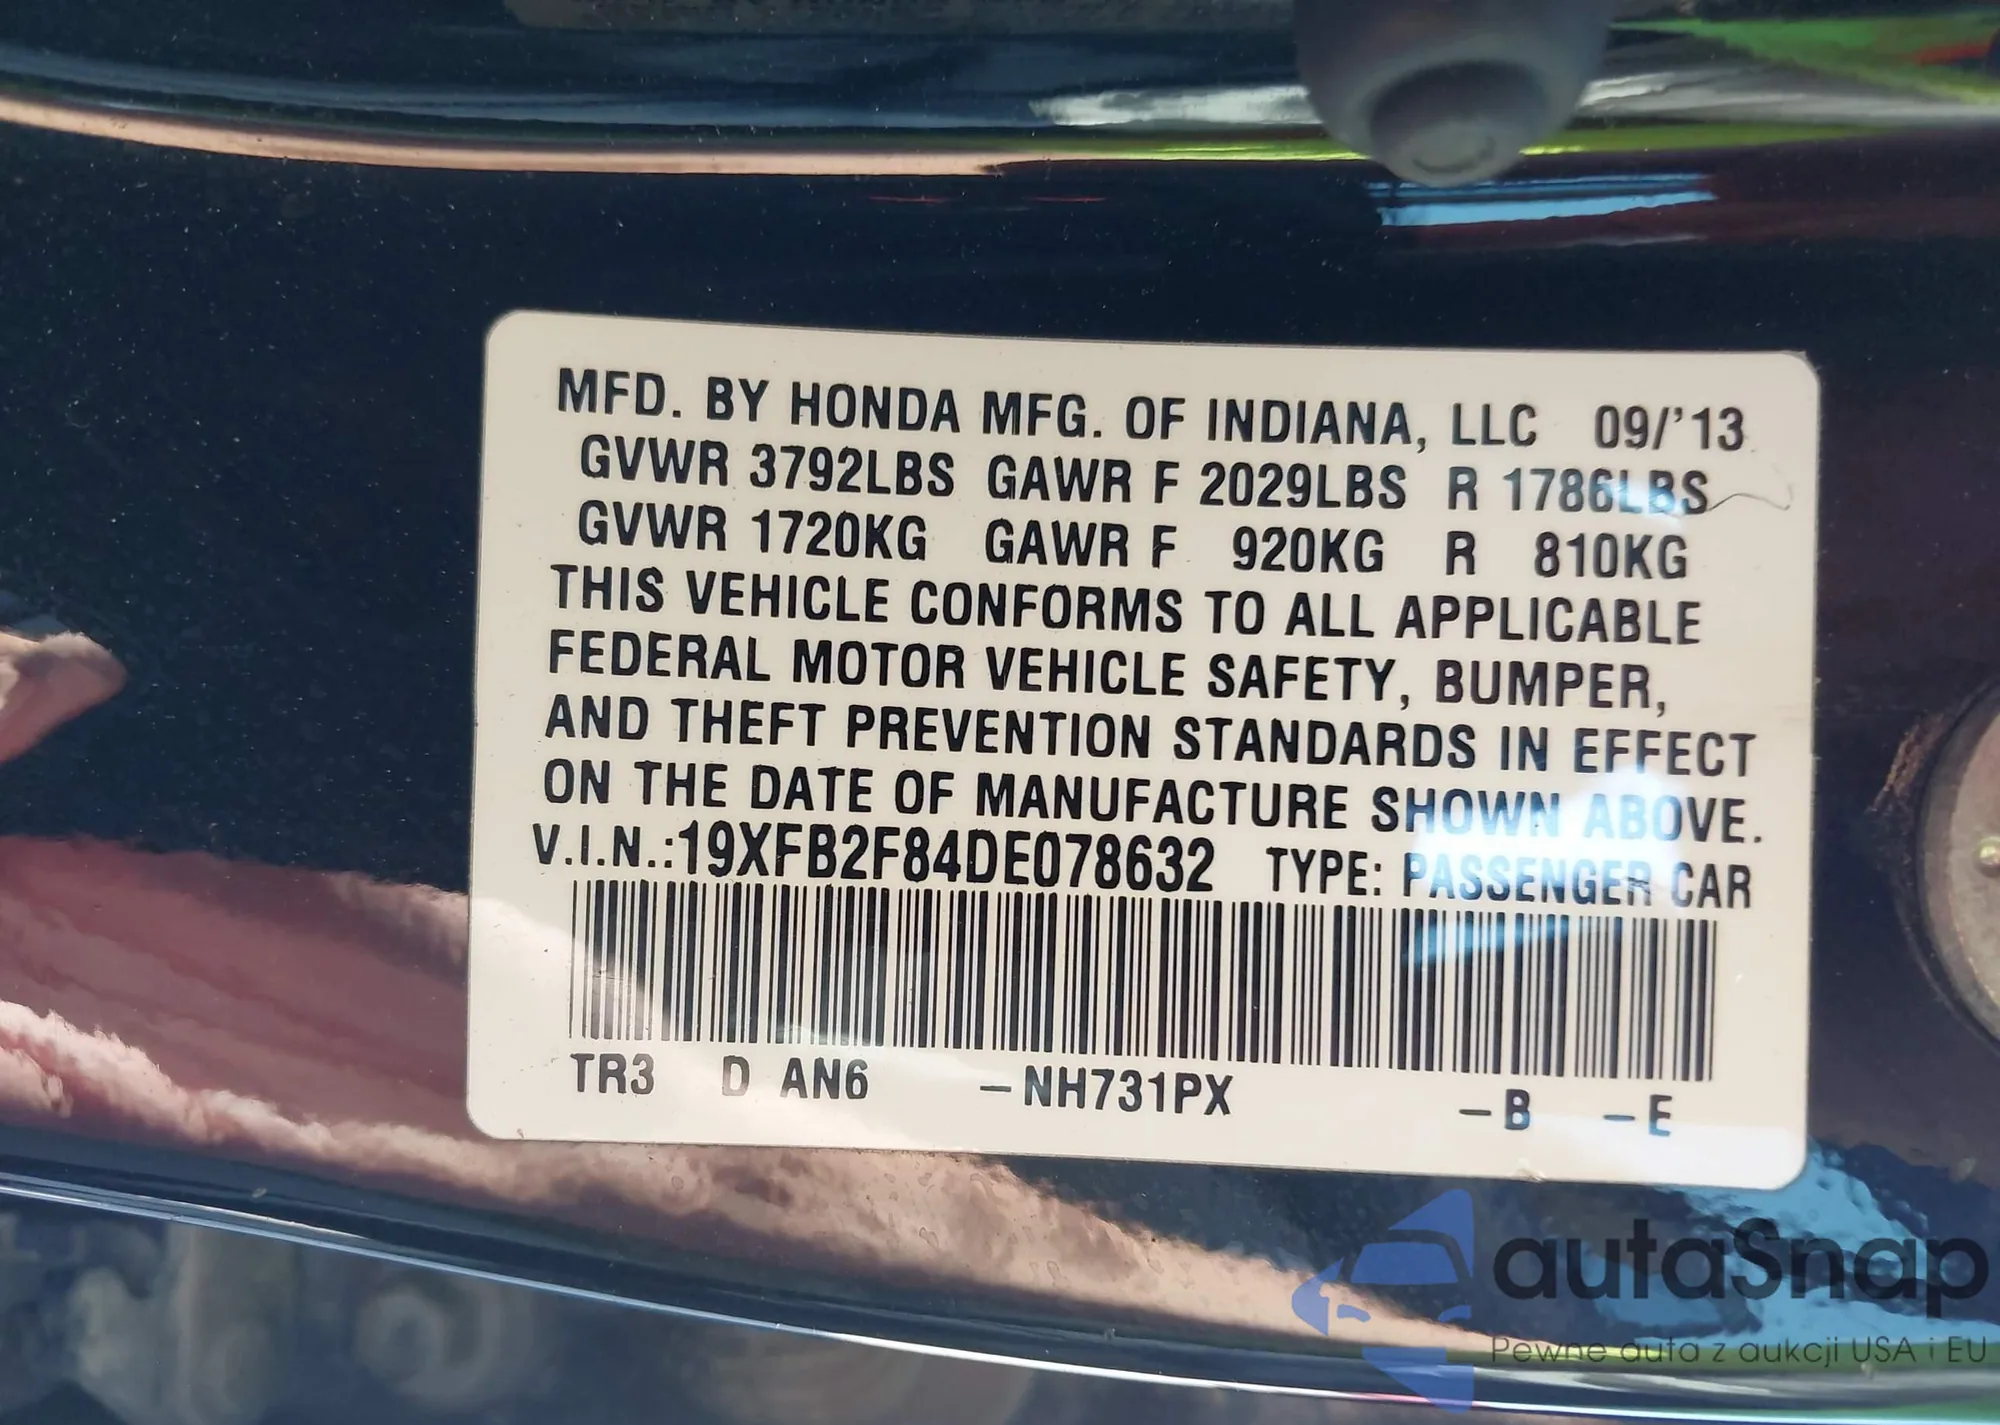 MFD. BY HONDA MFG. OF INDIANA, LLC 09/'13
GVWR 3792LBS GAWR F 2029LBS R 1786LBS
GVWR 1720KG GAWR F 920KG R 810KG
THIS VEHICLE CONFORMS TO ALL APPLICABLE
FEDERAL MOTOR VEHICLE SAFETY, BUMPER,
AND THEFT PREVENTION STANDARDS IN EFFECT
ON THE DATE OF MANUFACTURE SHOWN ABOVE.
V.I.N.:19XFB2F84DE078632 TYPE: PASSENGER CAR
TR3 D AN6 –NH731PX –B –E
autaSnap
Pewne auta z aukcji USA i EU